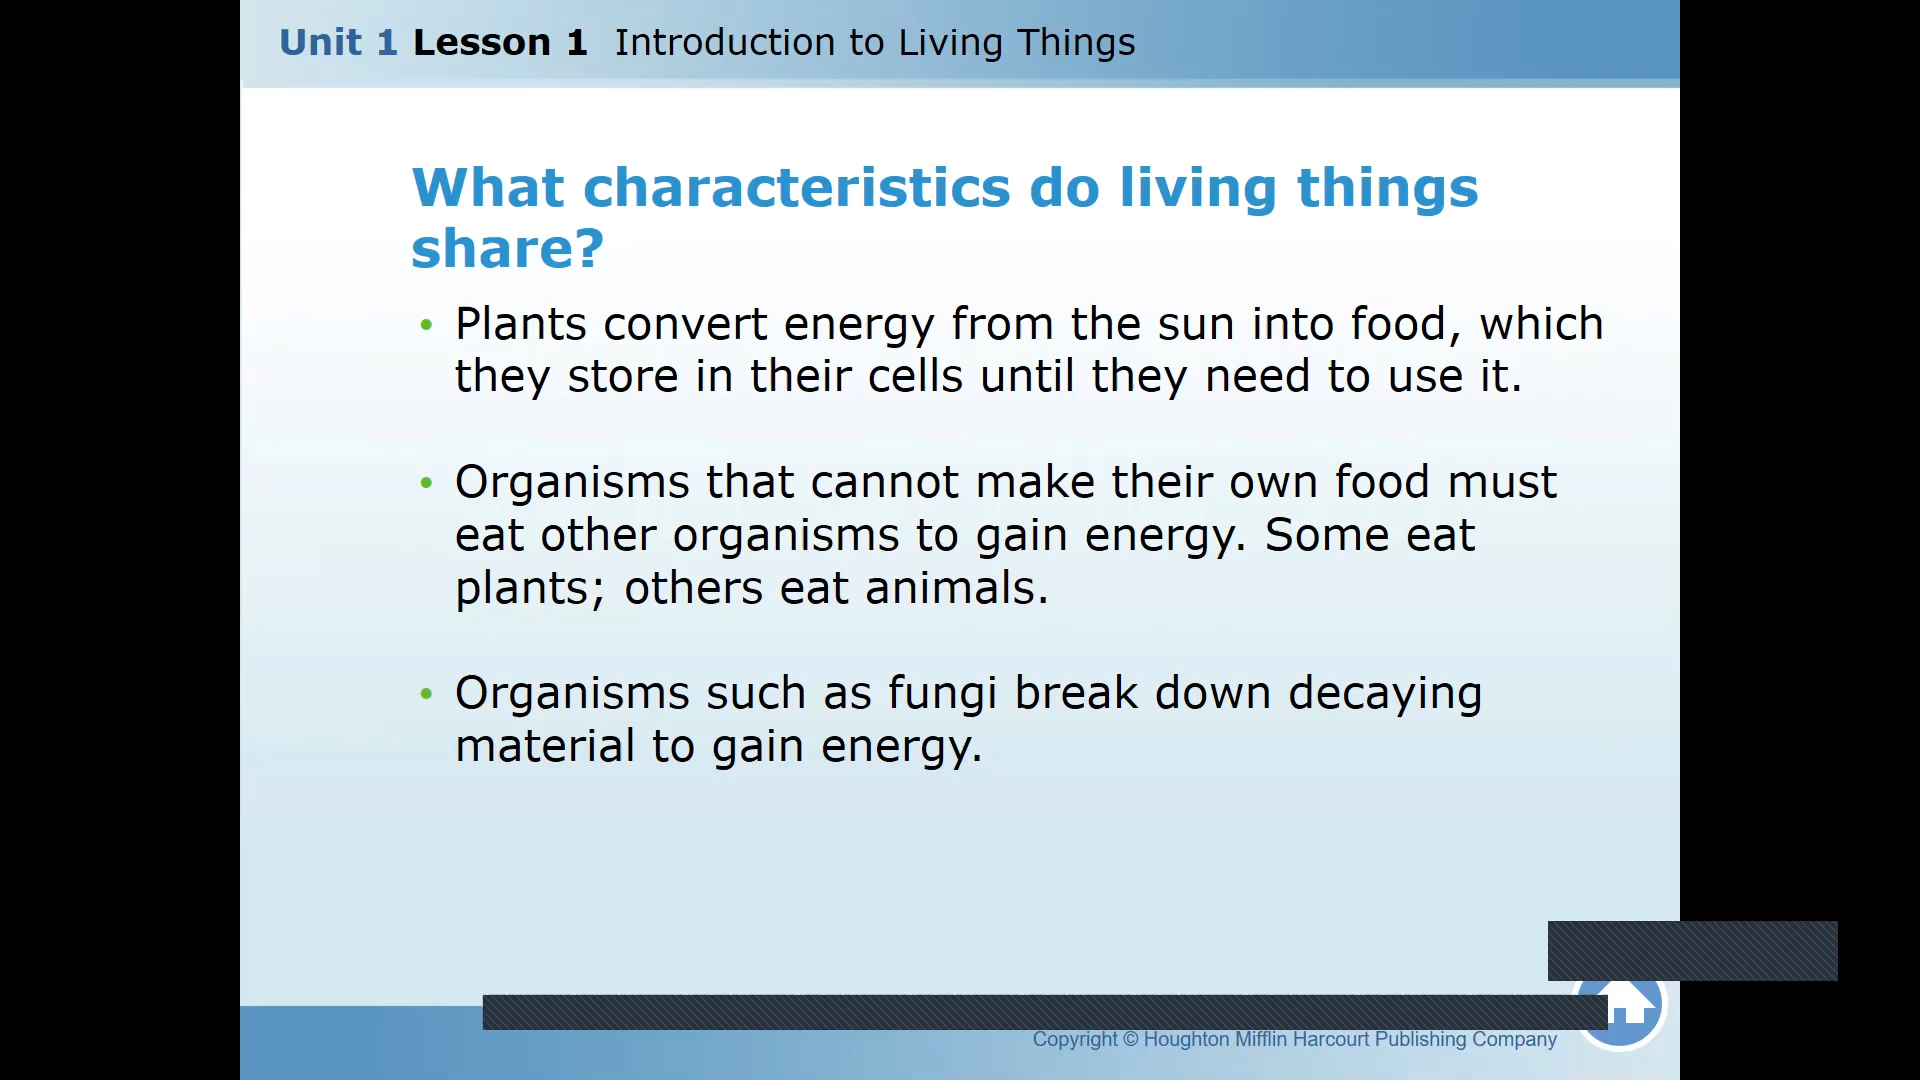 Unit 1 Lesson 1 Introduction to Living Things
What characteristics do living things
share?
• Plants convert energy from the sun into food, which
they store in their cells until they need to use it.
• Organisms that cannot make their own food must
eat other organisms to gain energy. Some eat
plants; others eat animals.
• Organisms such as fungi break down decaying
material to gain energy.
Copyright © Houghton Mifflin Harcourt Publishing Company